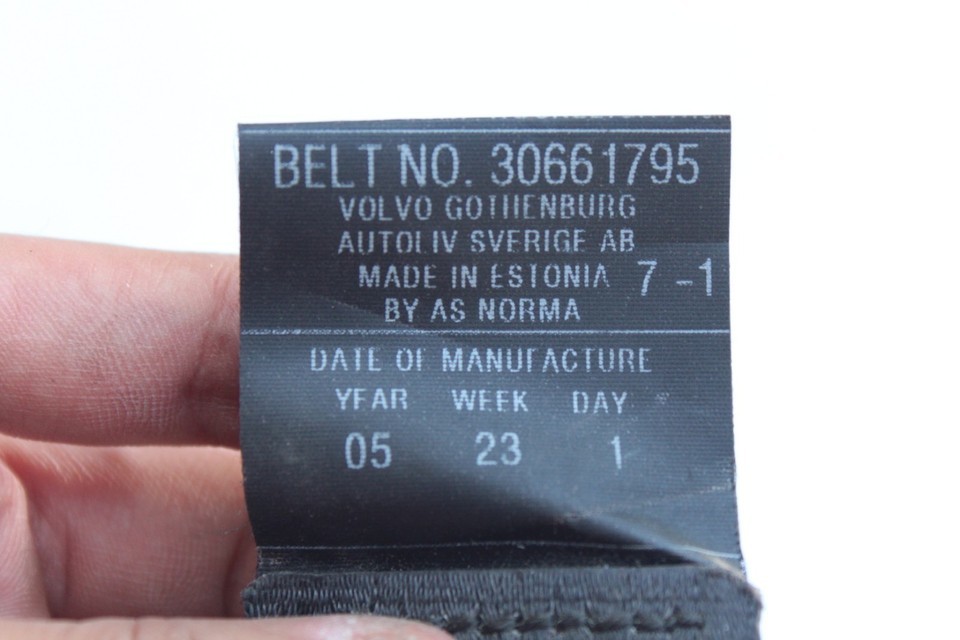 BELT NO. 30661795
VOLVO GOTHENBURG
AUTOLIV SVERIGE AB
MADE IN ESTONIA 7 -1
BY AS NORMA
DATE OF MANUFACTURE
YEAR WEEK DAY
05 23 1